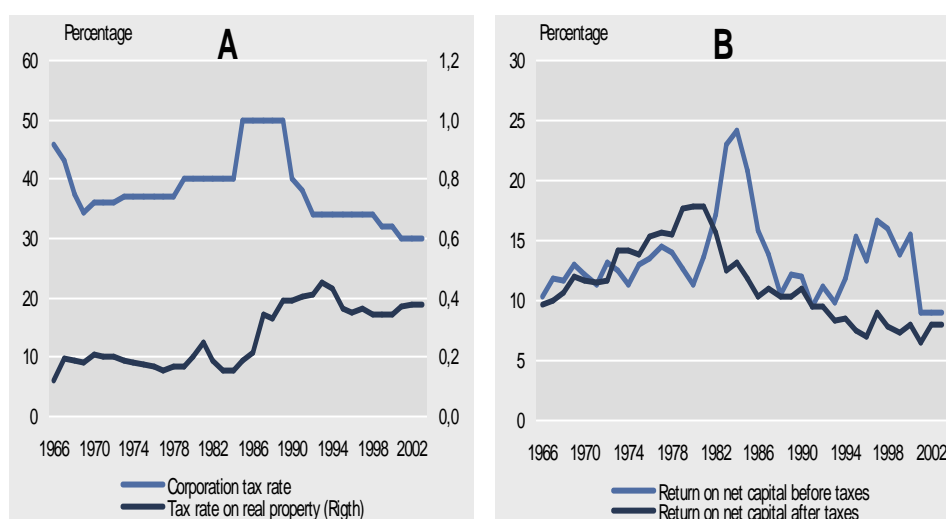 Percentage
A
60
50
40
30
20
10
0
1,2
1,0
0,8
0,6
0,4
0,2
0,0
1966 1970 1974 1978 1982 1986 1990 1994 1998 2002
Corporation tax rate
Tax rate on real property (Rigth)
Percentage
B
30
25
20
15
10
5
0
1966 1970 1974 1978 1982 1986 1990 1994 1998 2002
Return on net capital before taxes
Return on net capital after taxes